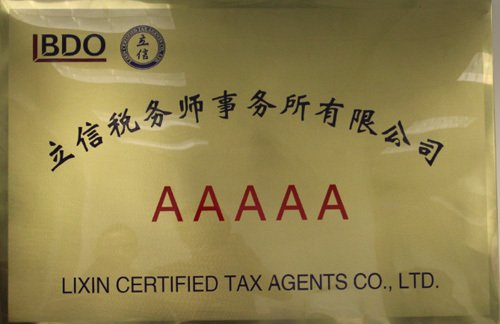 BDO
立信
立信税务师事务所有限公司
AAAAA
LIXIN CERTIFIED TAX AGENTS CO., LTD.